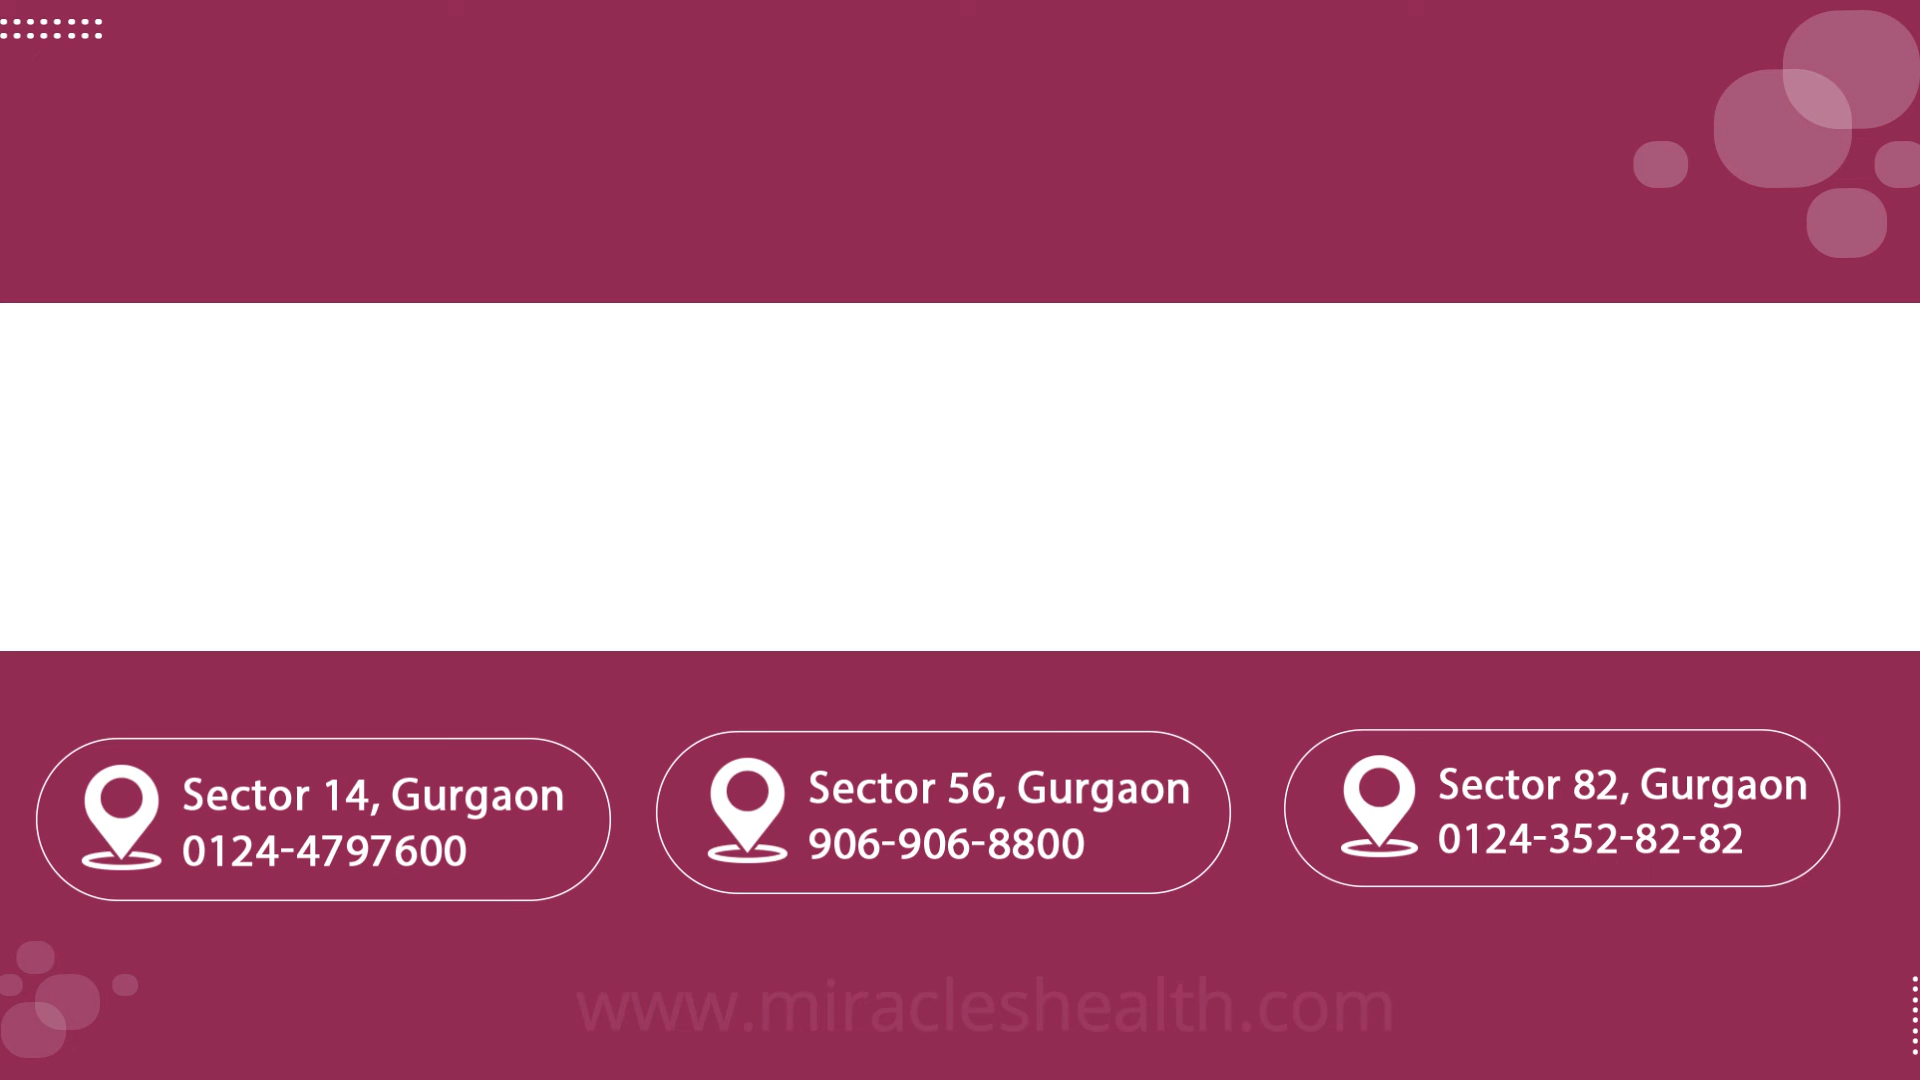 Sector 14, Gurgaon
0124-4797600
Sector 56, Gurgaon
906-906-8800
Sector 82, Gurgaon
0124-352-82-82
www.miracleshealth.com